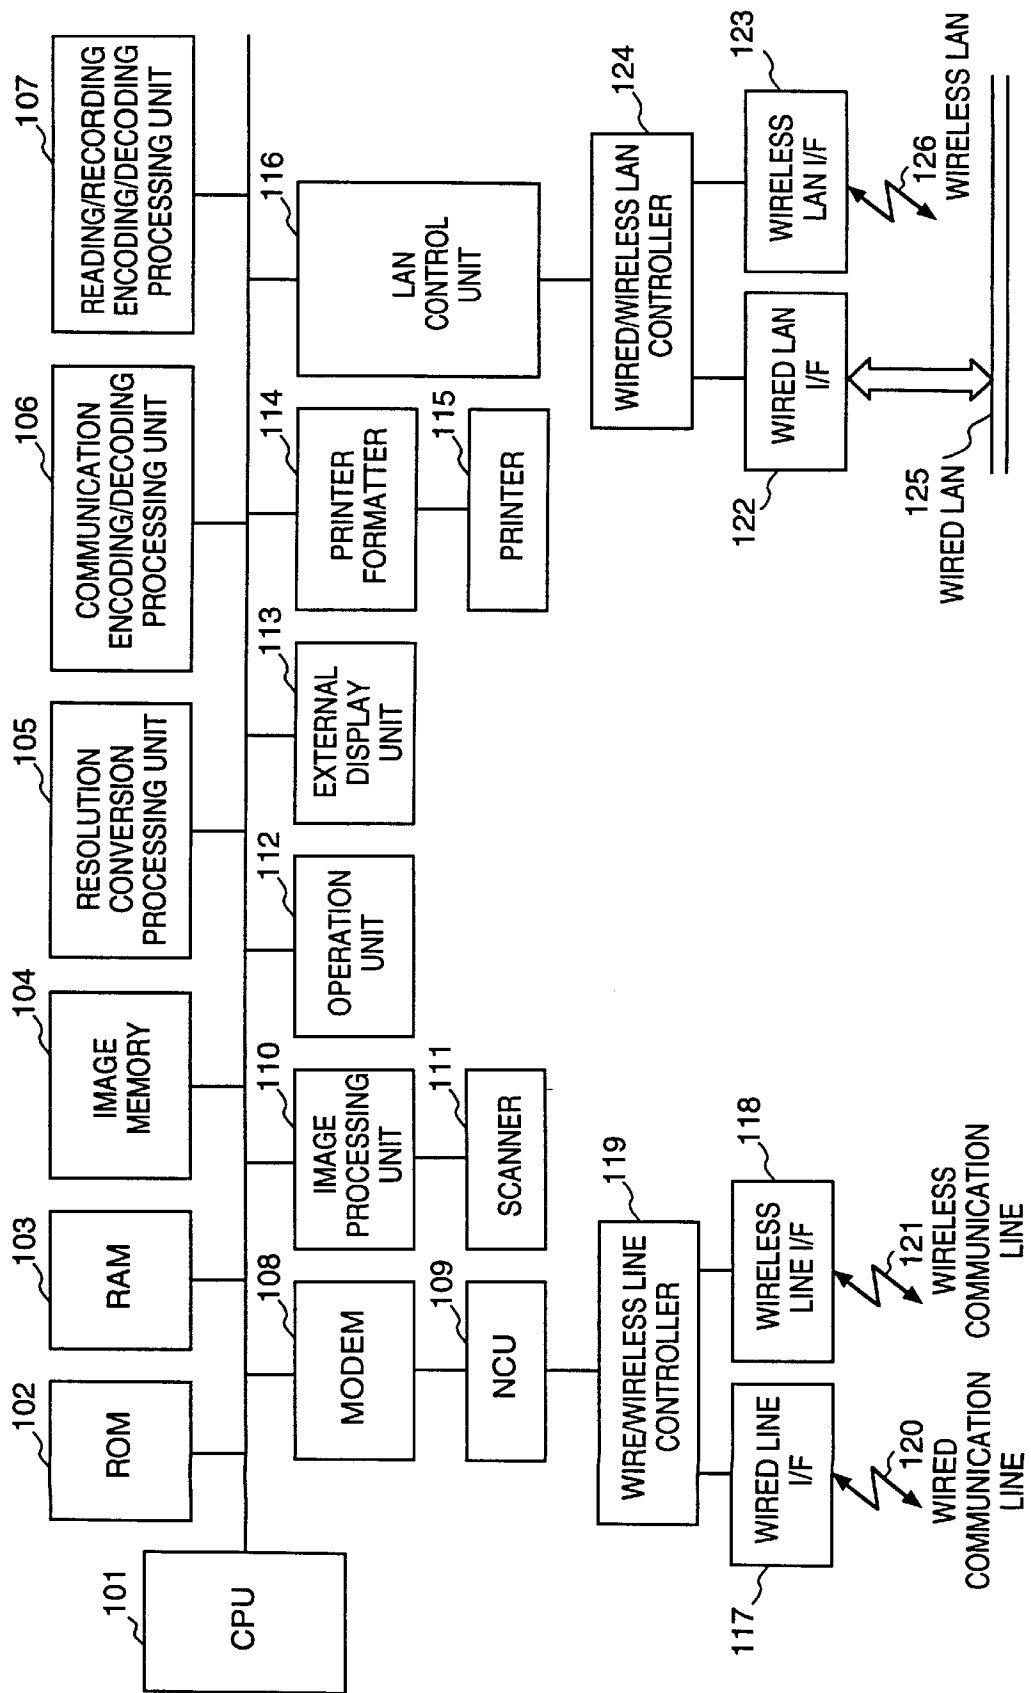 101
CPU
102
ROM
103
RAM
104
IMAGE
MEMORY
105
RESOLUTION
CONVERSION
PROCESSING UNIT
106
COMMUNICATION
ENCODING/DECODING
PROCESSING UNIT
107
READING/RECORDING
ENCODING/DECODING
PROCESSING UNIT
108
MODEM
109
NCU
110
IMAGE
PROCESSING
UNIT
111
SCANNER
112
OPERATION
UNIT
113
EXTERNAL
DISPLAY
UNIT
114
PRINTER
FORMATTER
115
PRINTER
116
LAN
CONTROL
UNIT
119
WIRE/WIRELESS LINE
CONTROLLER
117
WIRED LINE
I/F
118
WIRELESS
LINE I/F
120
WIRED
COMMUNICATION
LINE
121
WIRELESS
COMMUNICATION
LINE
124
WIRED/WIRELESS LAN
CONTROLLER
122
WIRED LAN
I/F
123
WIRELESS
LAN I/F
125
WIRED LAN
126
WIRELESS LAN